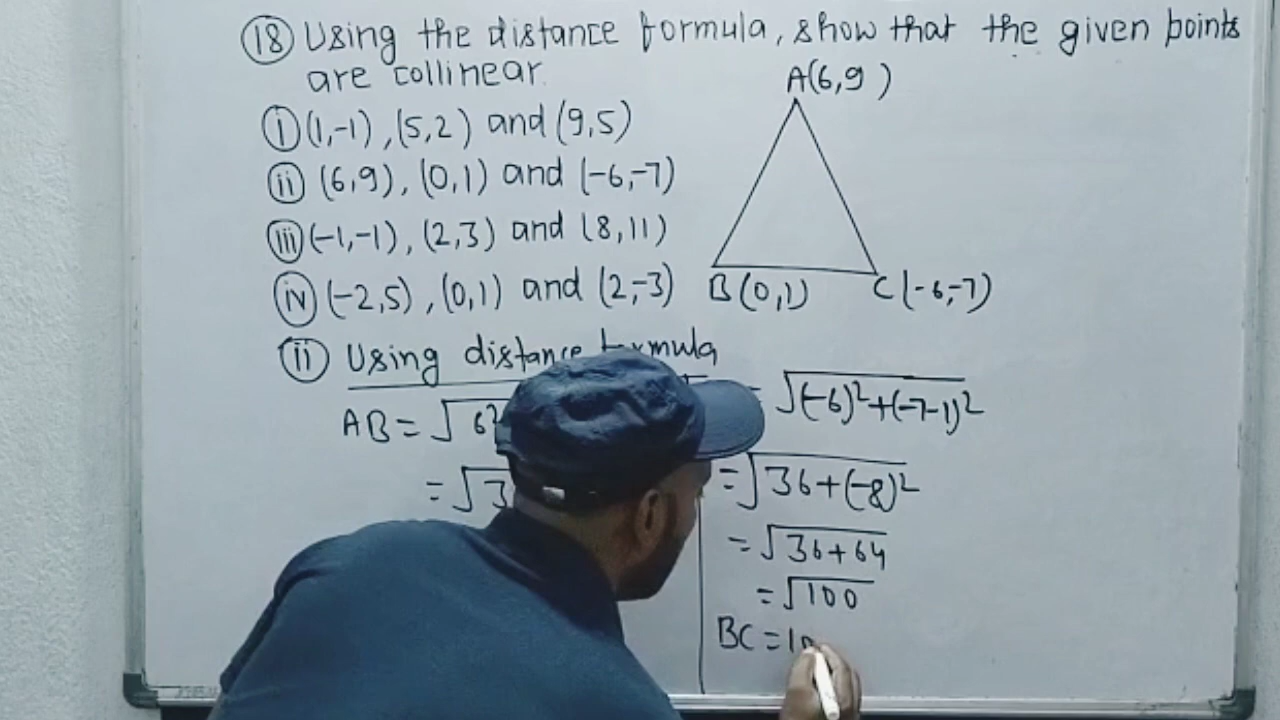 18 Using the distance formula, show that the given points
are collinear.
A(6,9)
i (1,-1), (5,2) and (9,5)
ii (6,9), (0,1) and (-6,-7)
iii (-1,-1), (2,3) and (8,11)
iv (-2,5), (0,1) and (2,-3)
B(0,1) C(-6,-7)
ii Using distance formula
AB = √6²
= √3
= √(-6)²+(-7-1)²
= √36+(-8)²
= √36+64
= √100
BC = 10